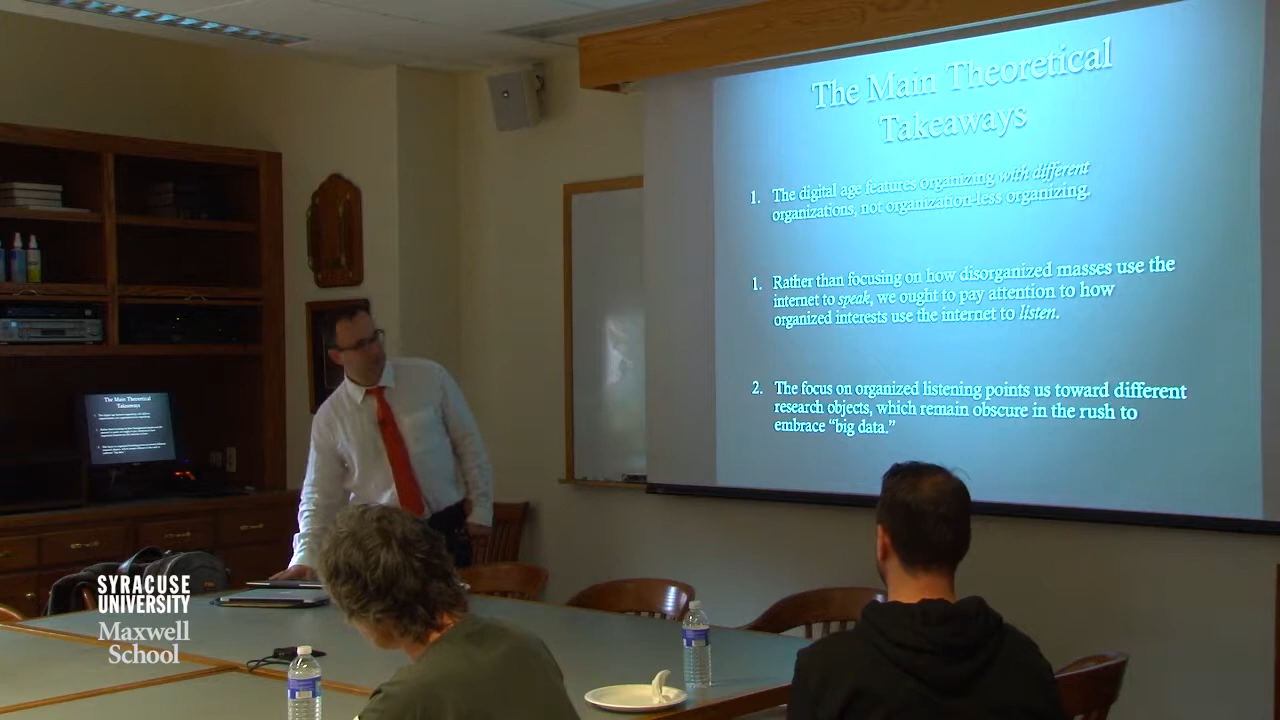 The Main Theoretical
Takeaways
1. The digital age features organizing with different
organizations, not organization-less organizing.
1. Rather than focusing on how disorganized masses use the
internet to speak, we ought to pay attention to how
organized interests use the internet to listen.
2. The focus on organized listening points us toward different
research objects, which remain obscure in the rush to
embrace “big data.”
The Main Theoretical
Takeaways
SYRACUSE
UNIVERSITY
Maxwell
School